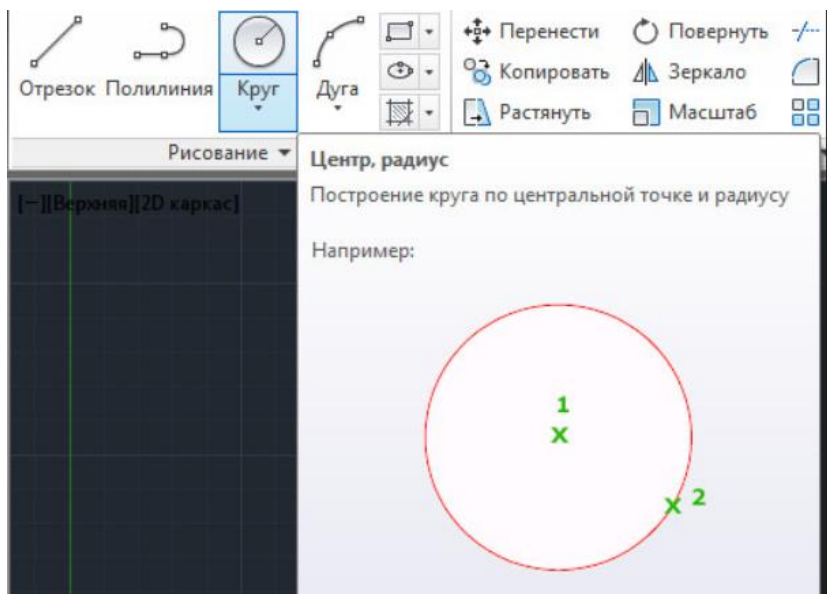 Отрезок Полилиния Круг Дуга
Перенести Повернуть
Копировать Зеркало
Растянуть Масштаб
Рисование
[−][Верхняя][2D каркас]
Центр, радиус
Построение круга по центральной точке и радиусу
Например:
1
2